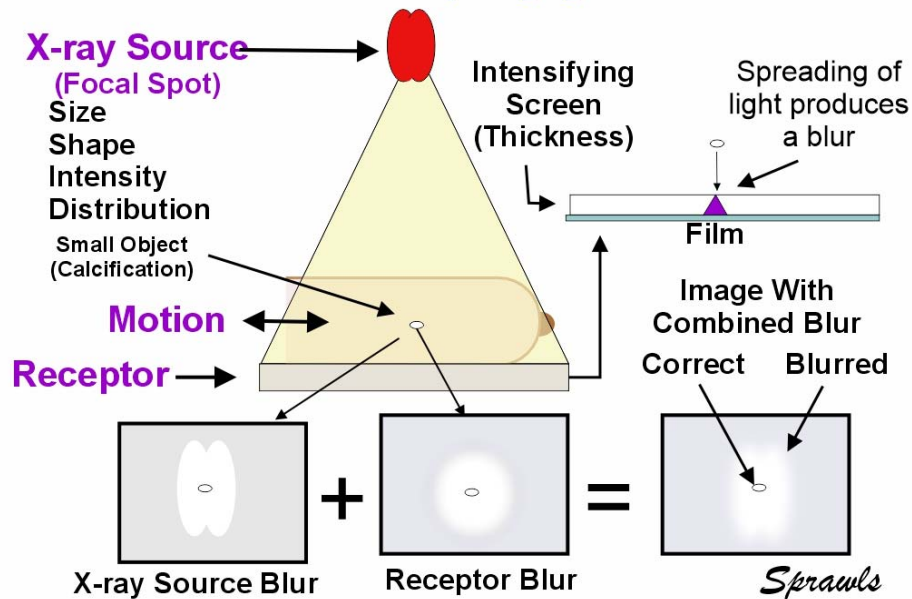 X-ray Source
(Focal Spot)
Size
Shape
Intensity
Distribution
Small Object
(Calcification)
Motion
Receptor
Intensifying
Screen
(Thickness)
Spreading of
light produces
a blur
Film
Image With
Combined Blur
Correct Blurred
+
=
X-ray Source Blur
Receptor Blur
Sprawls